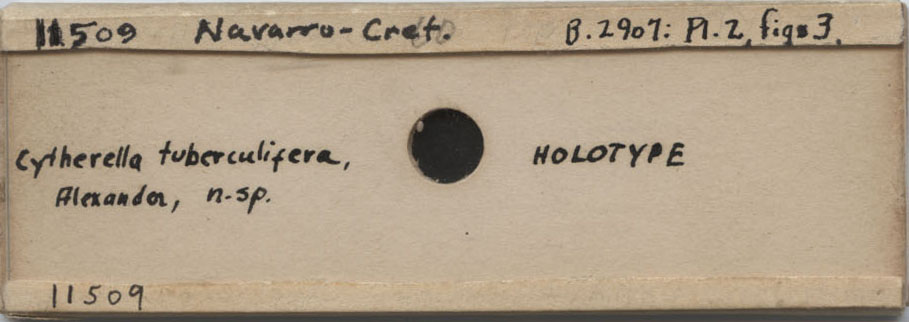 11509 Navarro-Cret. B.2907: Pl.2, figs 3.
Cytherella tuberculifera,
Alexander, n.sp.
HOLOTYPE
11509